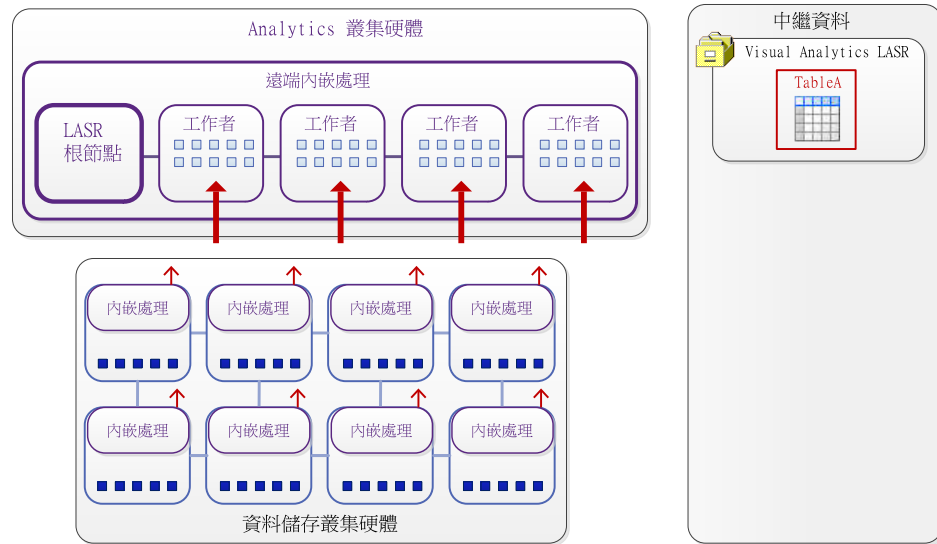 Analytics 叢集硬體
遠端內嵌處理
LASR
根節點
工作者
工作者
工作者
工作者
內嵌處理
內嵌處理
內嵌處理
內嵌處理
內嵌處理
內嵌處理
內嵌處理
內嵌處理
資料儲存叢集硬體
中繼資料
Visual Analytics LASR
TableA